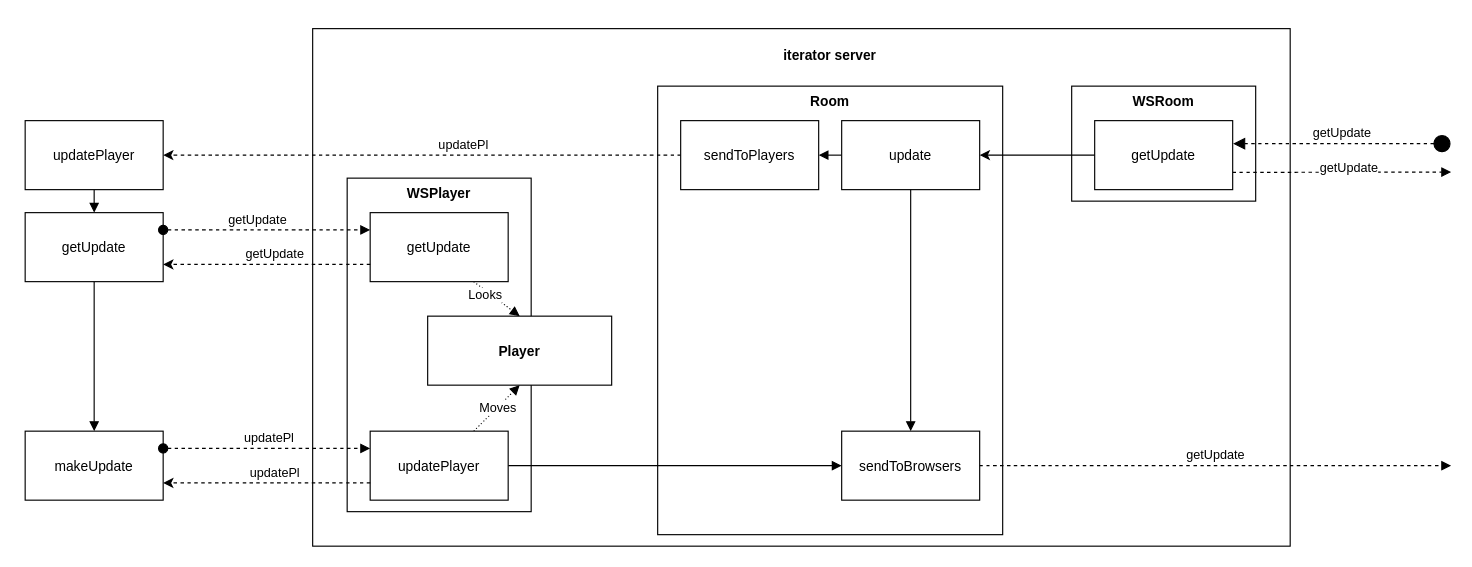 iterator server
Room
WSRoom
getUpdate
updatePl
updatePlayer
sendToPlayers
update
getUpdate
getUpdate
WSPlayer
getUpdate
getUpdate
getUpdate
getUpdate
Looks
Player
Moves
updatePl
makeUpdate
updatePlayer
sendToBrowsers
getUpdate
updatePl